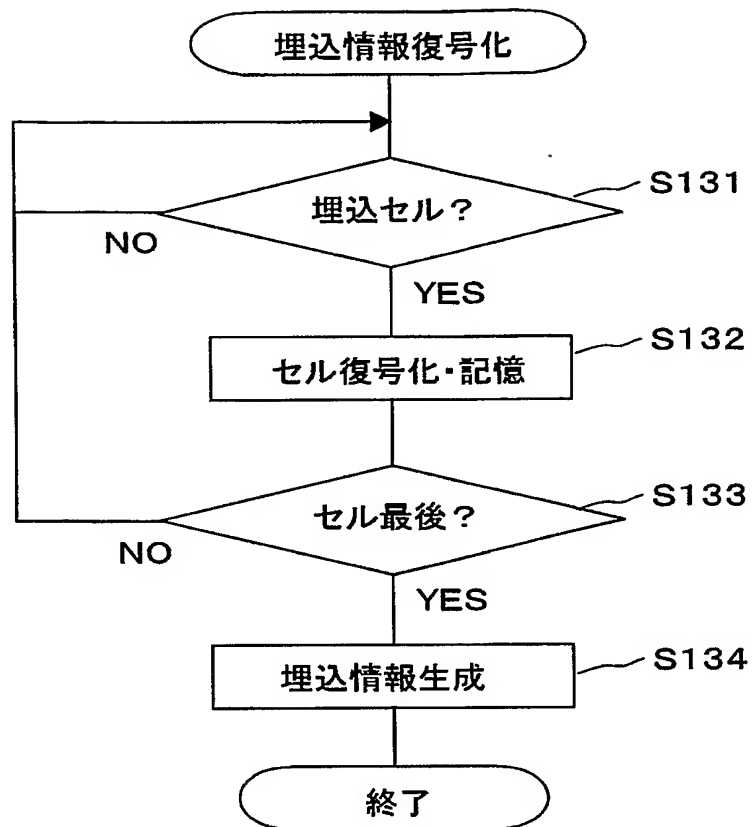 埋込情報復号化
埋込セル?
S131
NO
YES
セル復号化・記憶
S132
セル最後?
S133
NO
YES
埋込情報生成
S134
終了